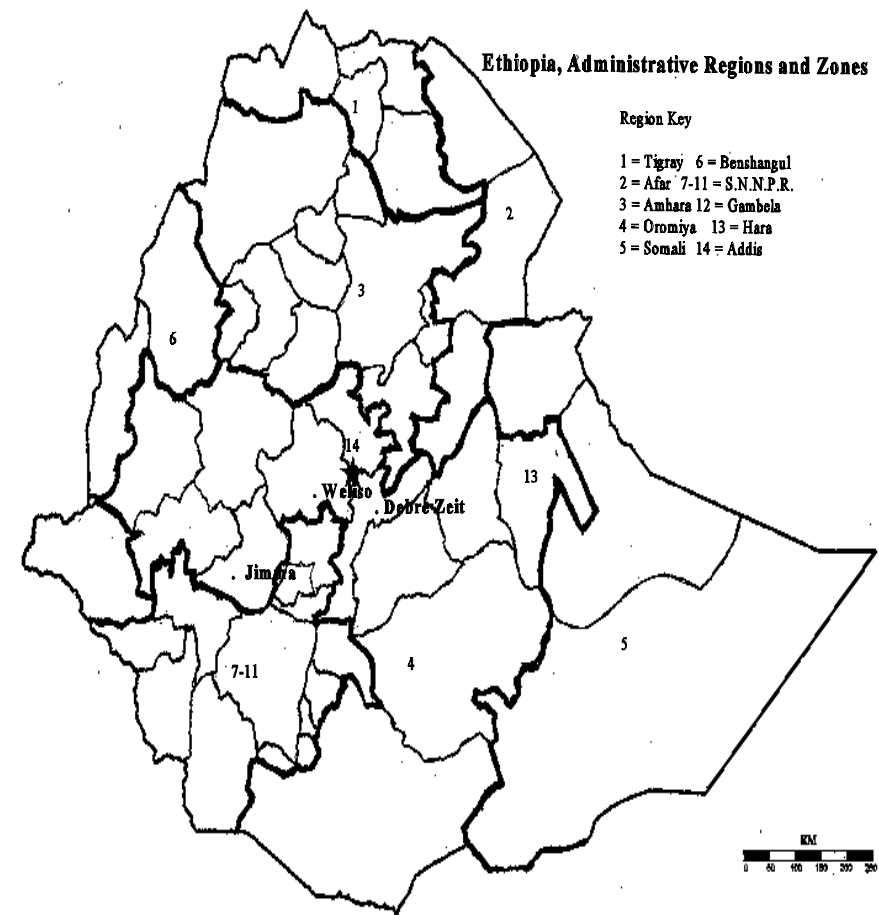 Ethiopia, Administrative Regions and Zones
Region Key
1 = Tigray 6 = Benshangul
2 = Afar 7-11 = S.N.N.P.R.
3 = Amhara 12 = Gambela
4 = Oromiya 13 = Hara
5 = Somali 14 = Addis
1
2
3
6
14
13
Weliso
Debre Zeit
Jimma
5
4
7-11
KM
0 50 100 150 200 250